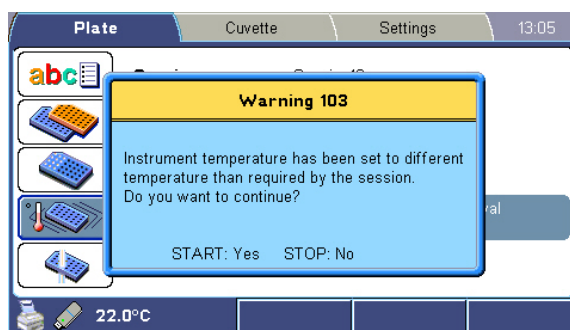 Plate Cuvette Settings 13:05
abc
Warning 103
Instrument temperature has been set to different
temperature than required by the session.
Do you want to continue?
START: Yes STOP: No
22.0°C